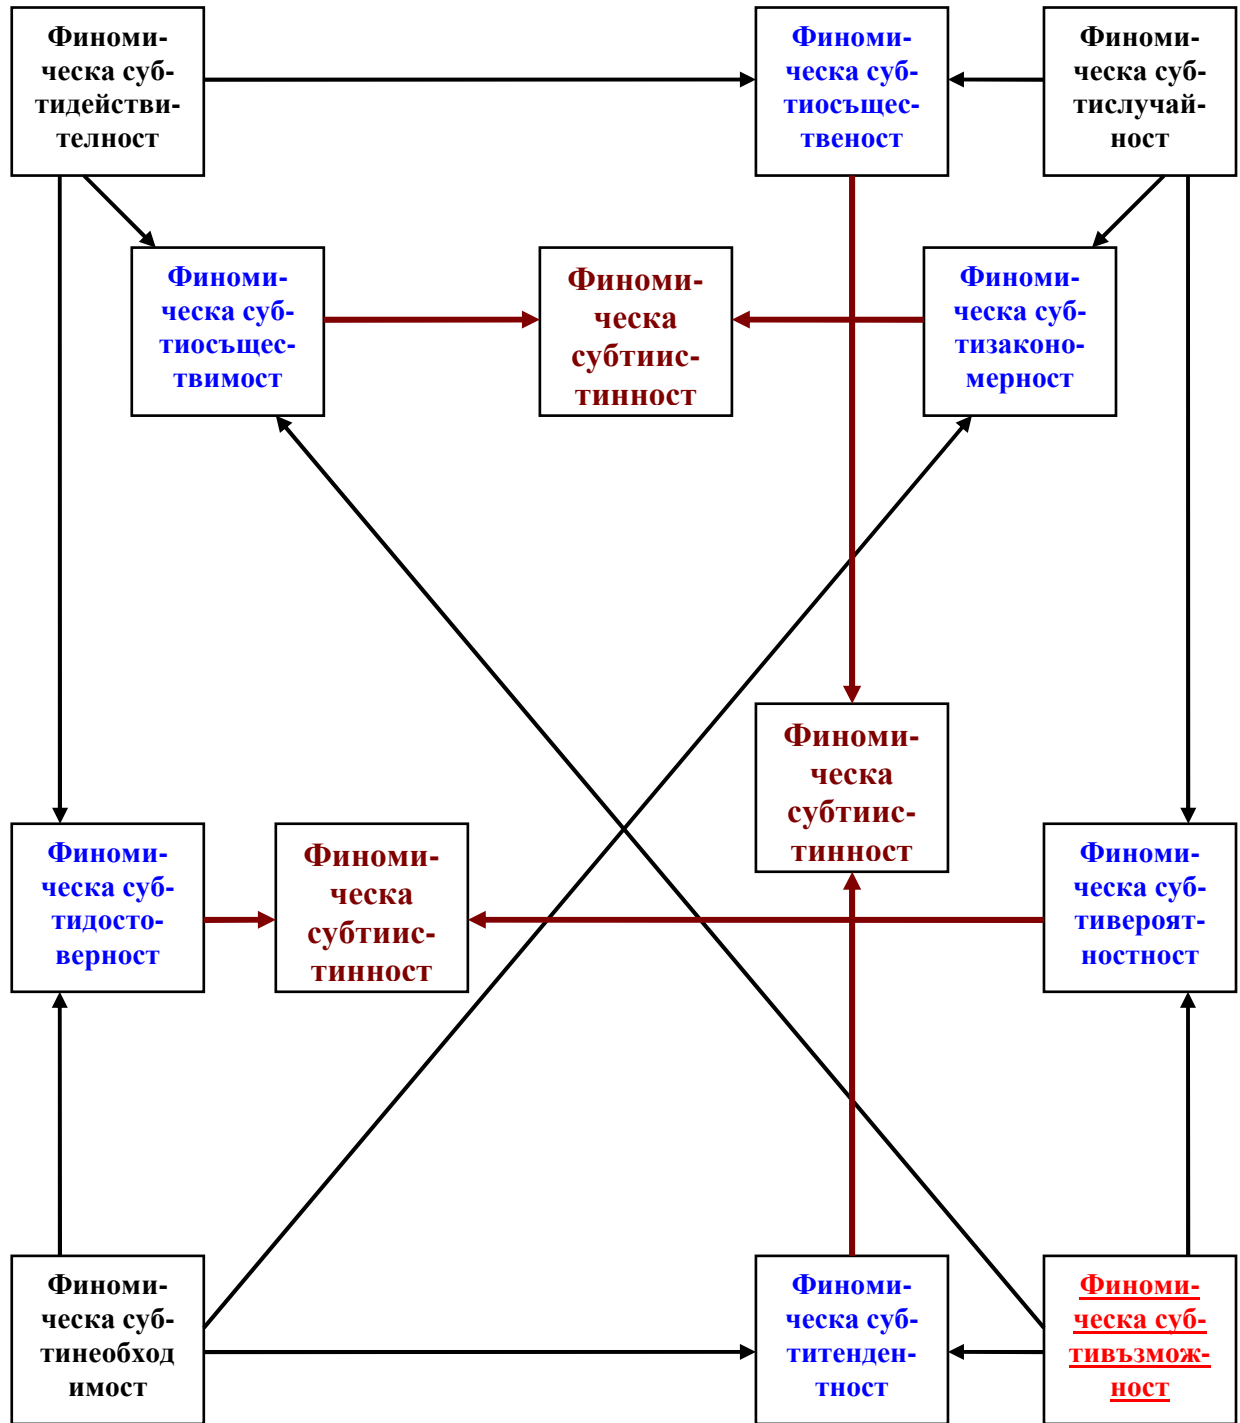 Финоми-
ческа суб-
тидействи-
телност
Финоми-
ческа суб-
тиосъщес-
твеност
Финоми-
ческа суб-
тислучай-
ност
Финоми-
ческа суб-
тиосъщес-
твимост
Финоми-
ческа
субтиис-
тинност
Финоми-
ческа суб-
тизаконо-
мерност
Финоми-
ческа
субтиис-
тинност
Финоми-
ческа суб-
тидосто-
верност
Финоми-
ческа
субтиис-
тинност
Финоми-
ческа суб-
тивероят-
ностност
Финоми-
ческа суб-
тинеобход
имост
Финоми-
ческа суб-
титенден-
тност
Финоми-
ческа суб-
тивъзмож-
ност